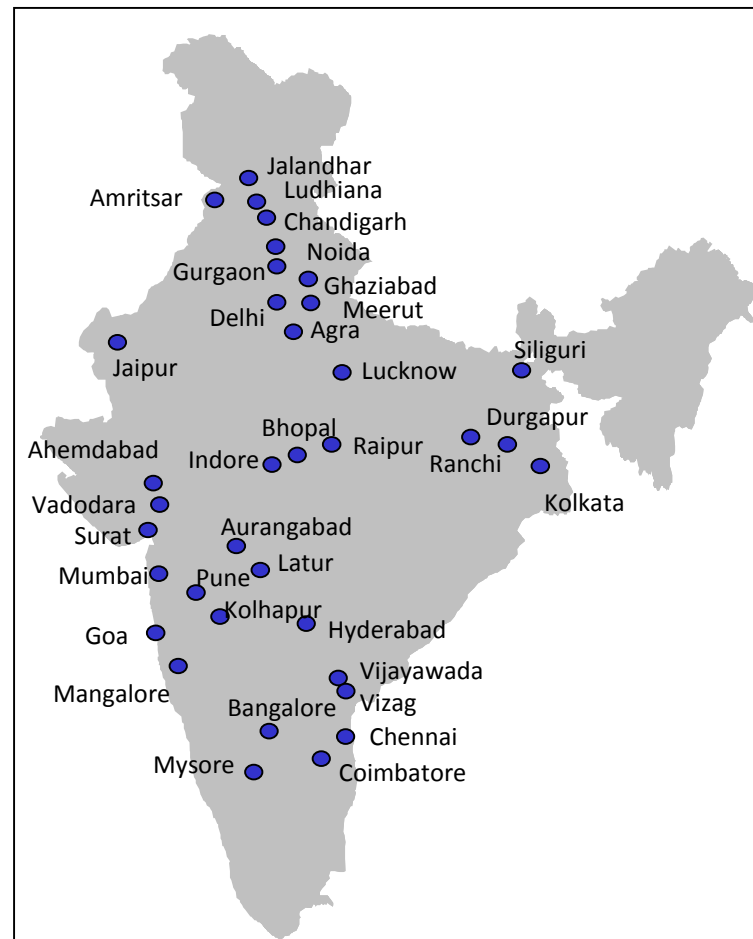 Jalandhar
Amritsar
Ludhiana
Chandigarh
Noida
Gurgaon
Ghaziabad
Delhi
Meerut
Agra
Jaipur
Lucknow
Siliguri
Durgapur
Bhopal
Raipur
Ahemdabad
Indore
Ranchi
Kolkata
Vadodara
Surat
Aurangabad
Latur
Mumbai
Pune
Kolhapur
Goa
Hyderabad
Mangalore
Vijayawada
Vizag
Bangalore
Chennai
Mysore
Coimbatore